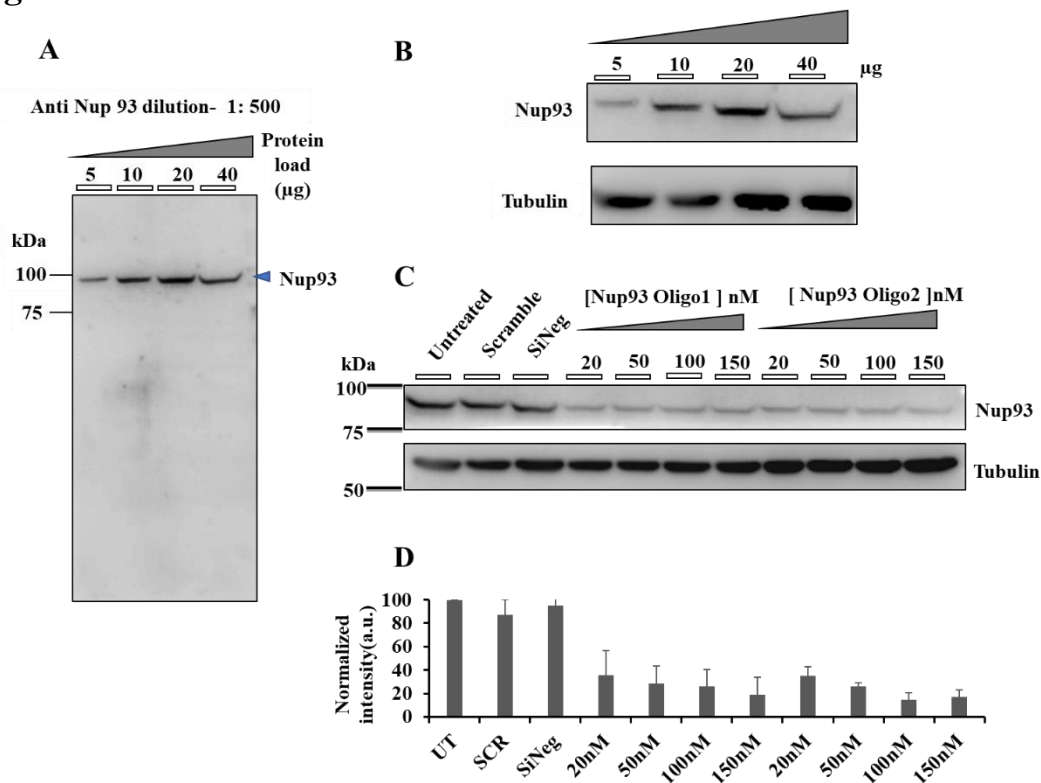 g
A
Anti Nup 93 dilution- 1: 500
Protein
load
(µg)
5 10 20 40
kDa
100
75
Nup93
B
5 10 20 40 µg
Nup93
Tubulin
C
Untreated
Scramble
SiNeg
[Nup93 Oligo1 ] nM
[ Nup93 Oligo2 ]nM
20 50 100 150 20 50 100 150
kDa
100
75
50
Nup93
Tubulin
D
Normalized
intensity(a.u.)
100
80
60
40
20
0
UT SCR SiNeg 20nM 50nM 100nM 150nM 20nM 50nM 100nM 150nM